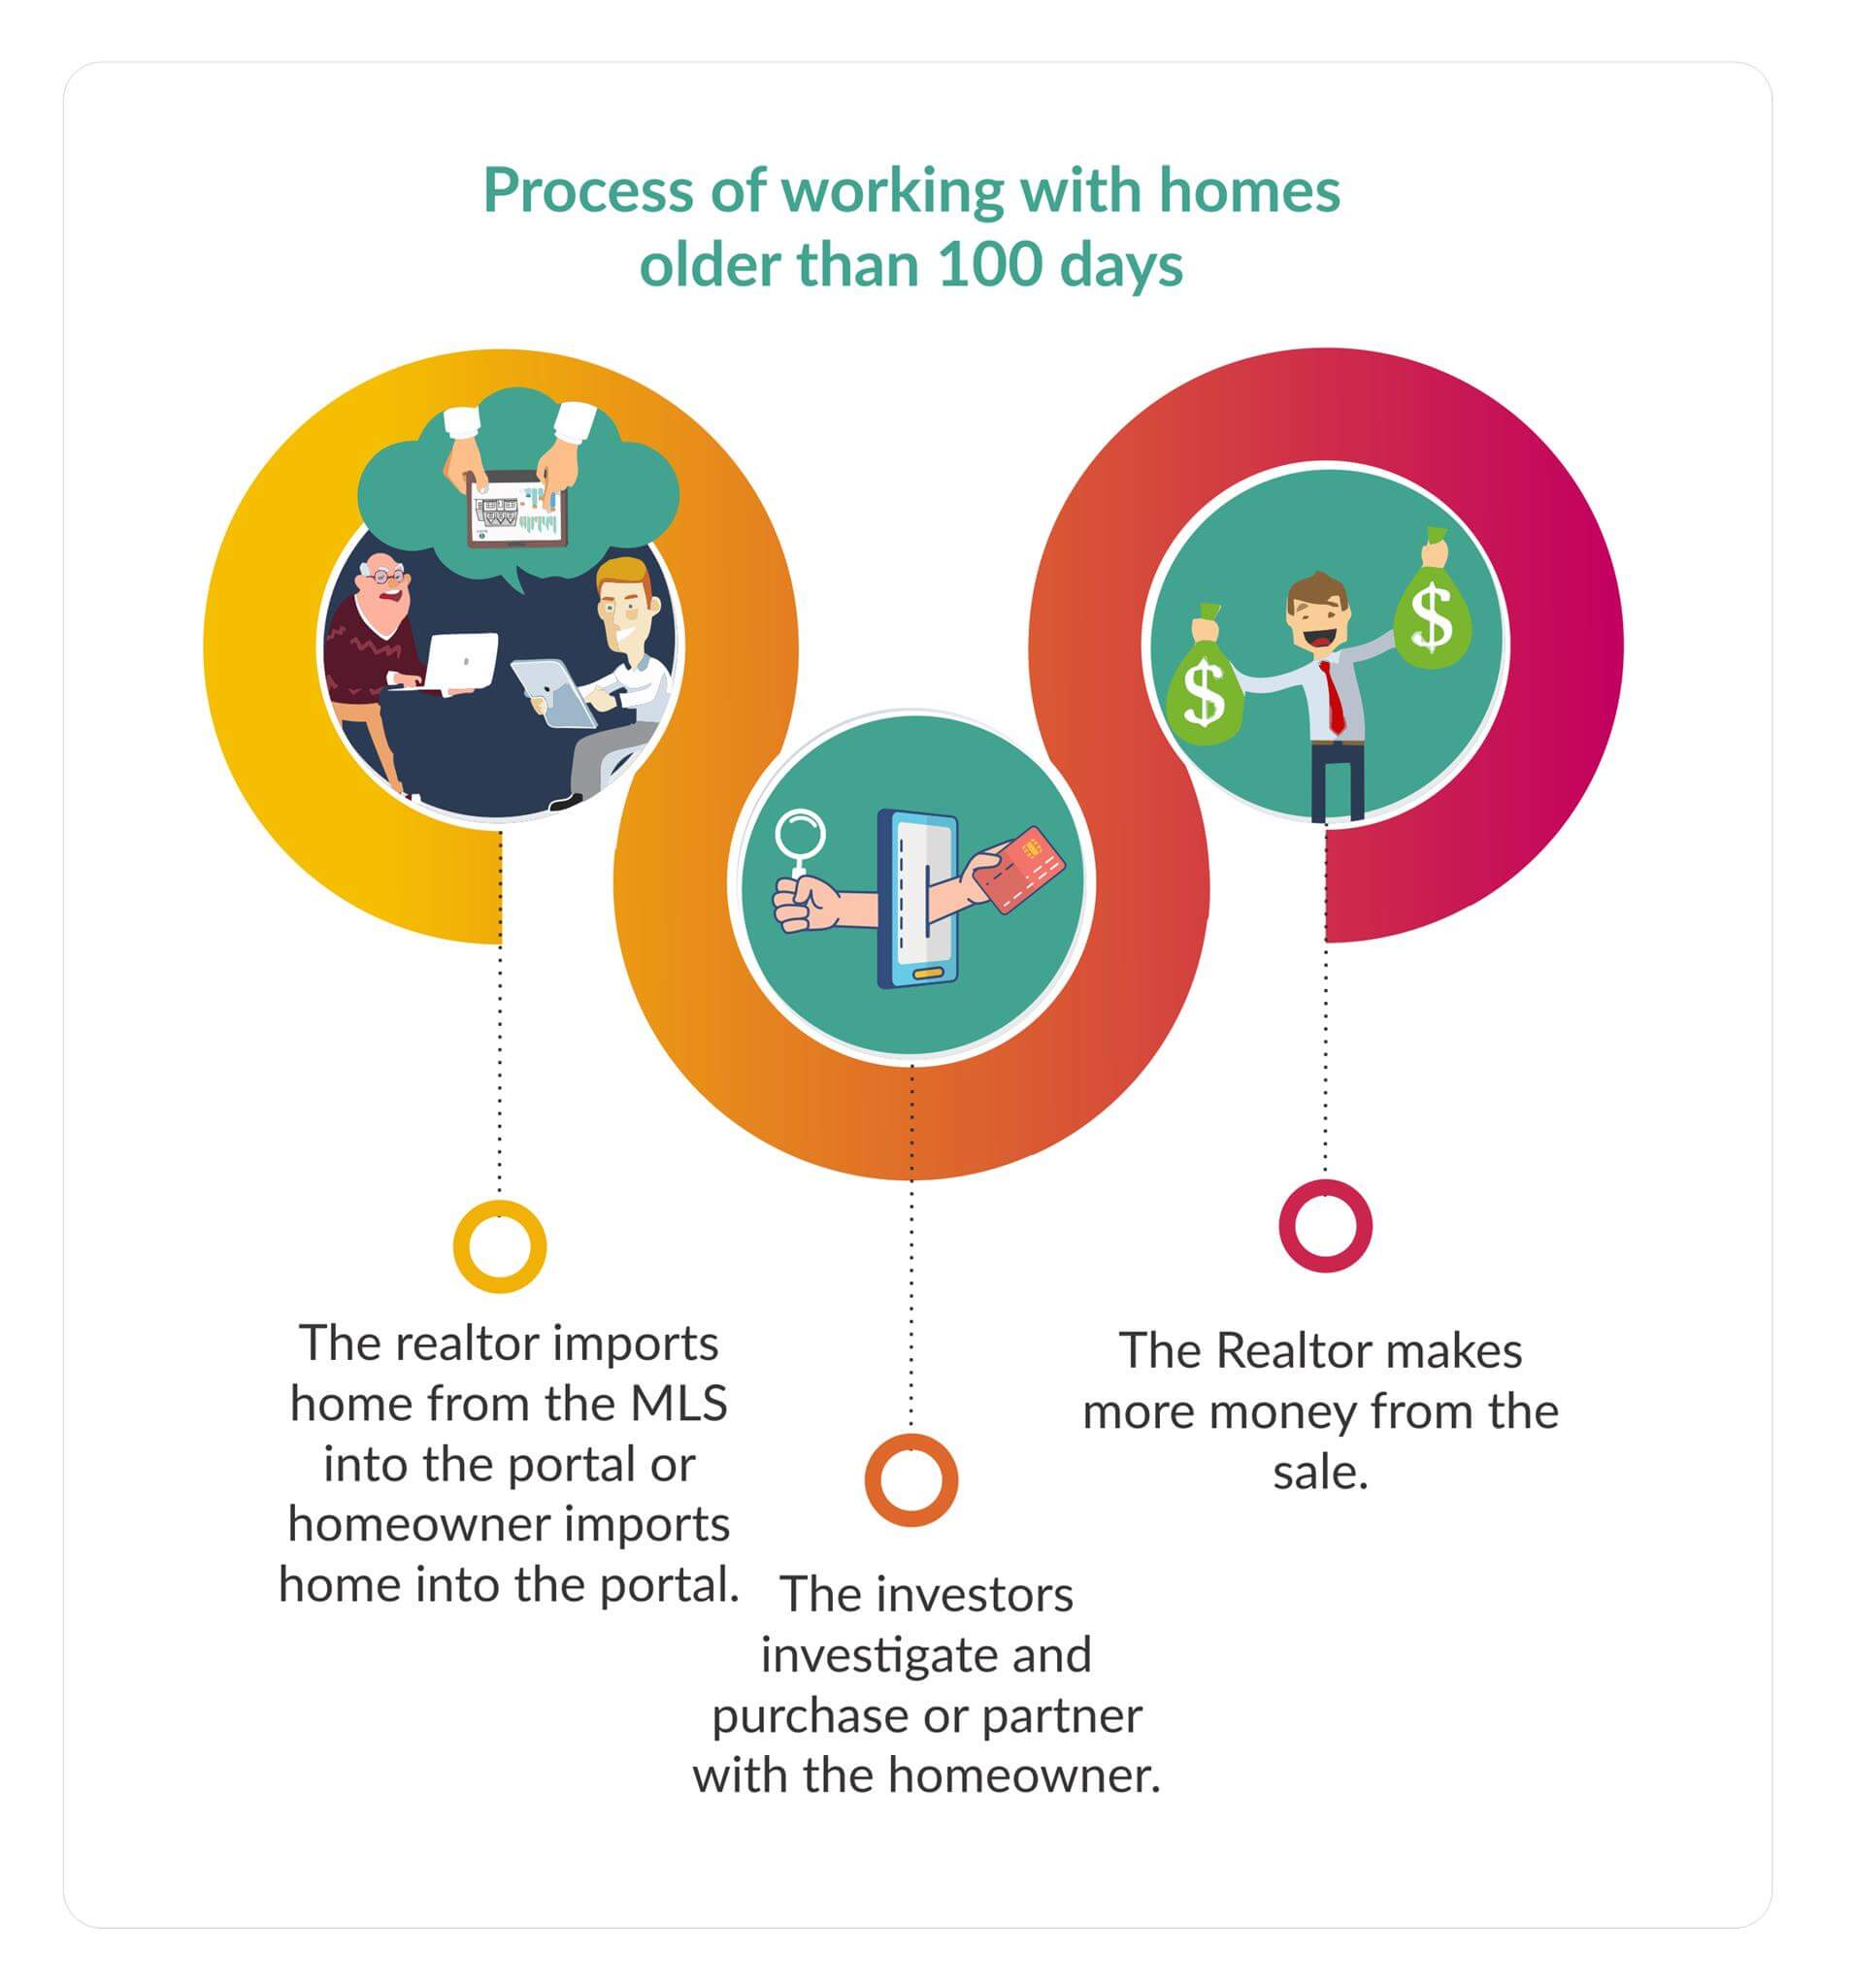 Process of working with homes
older than 100 days
$
$
The realtor imports
home from the MLS
into the portal or
homeowner imports
home into the portal.
The investors
investigate and
purchase or partner
with the homeowner.
The Realtor makes
more money from the
sale.